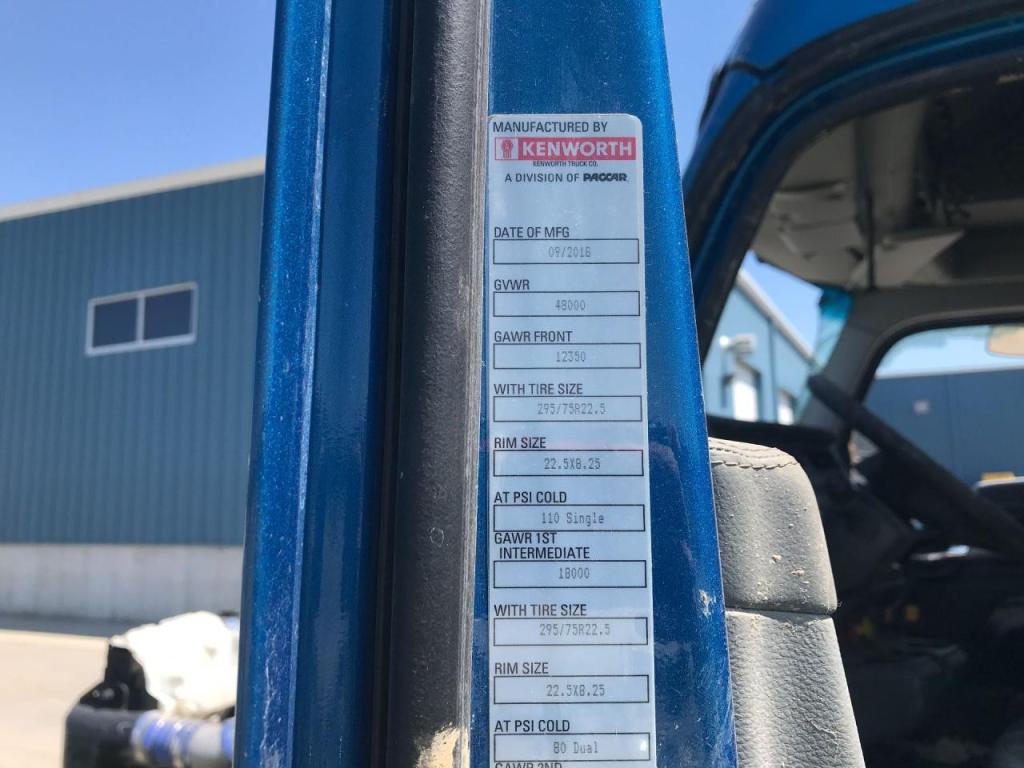 MANUFACTURED BY
KENWORTH
KENWORTH TRUCK CO.
A DIVISION OF PACCAR
DATE OF MFG
09/2018
GVWR
48000
GAWR FRONT
12350
WITH TIRE SIZE
295/75R22.5
RIM SIZE
22.5X8.25
AT PSI COLD
110 Single
GAWR 1ST
INTERMEDIATE
18000
WITH TIRE SIZE
295/75R22.5
RIM SIZE
22.5X8.25
AT PSI COLD
80 Dual
GAWR 2ND